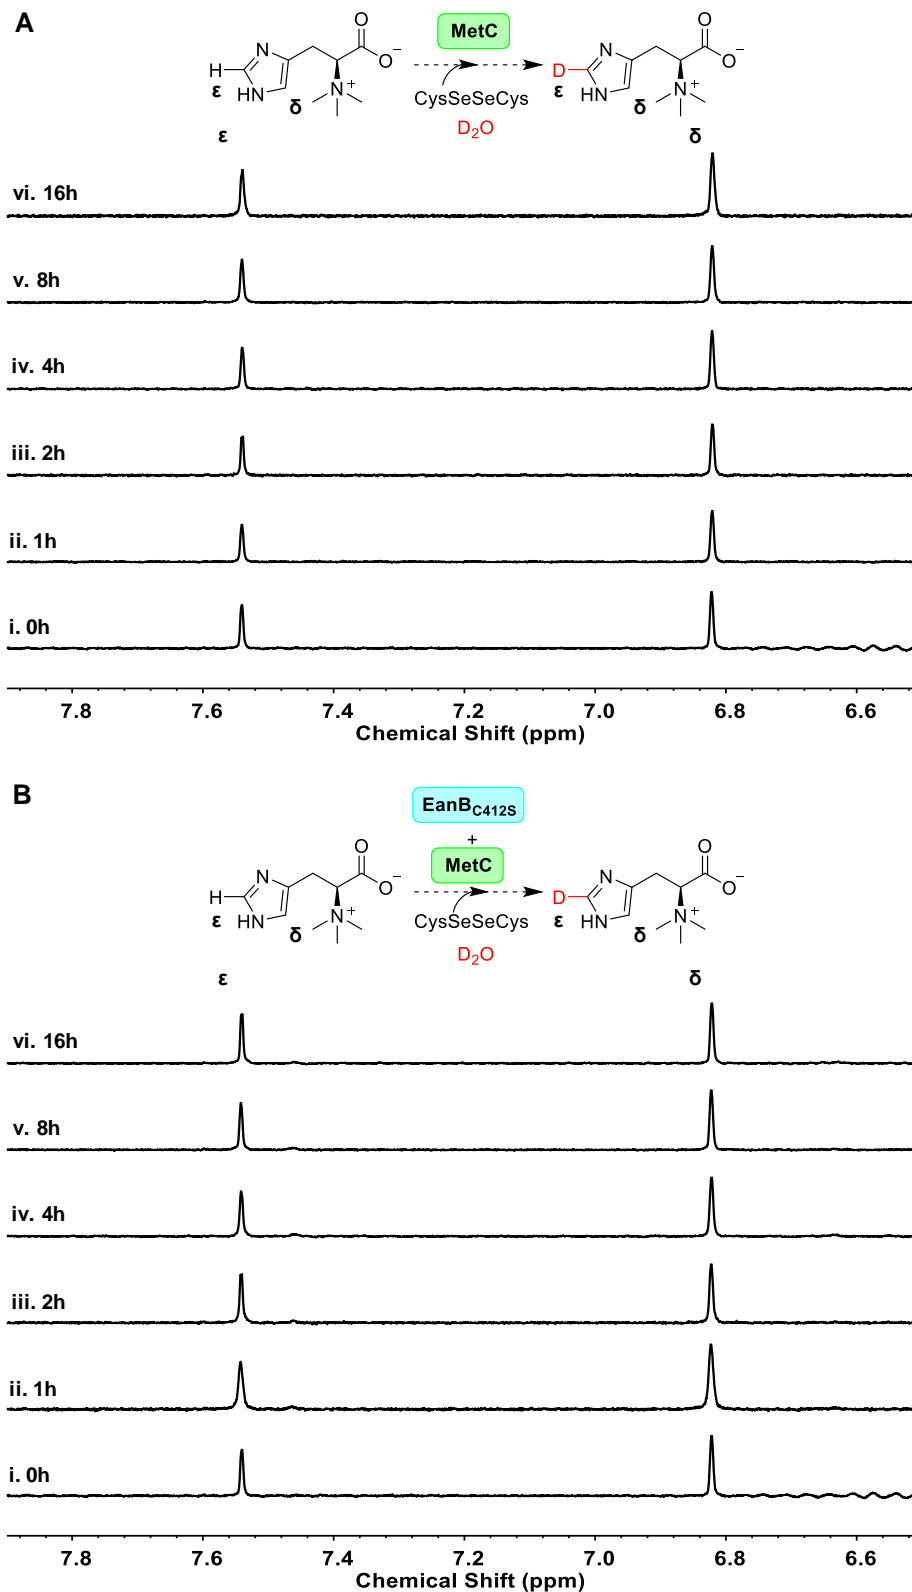 A
MetC
CysSeSeCys
D2O
H
N
HN
ε
δ
N+
O
O−
D
N
HN
ε
δ
N+
O
O−
ε
δ
vi. 16h
v. 8h
iv. 4h
iii. 2h
ii. 1h
i. 0h
7.8 7.6 7.4 7.2 7.0 6.8 6.6
Chemical Shift (ppm)
B
EanBC412S
+
MetC
CysSeSeCys
D2O
H
N
HN
ε
δ
N+
O
O−
D
N
HN
ε
δ
N+
O
O−
ε
δ
vi. 16h
v. 8h
iv. 4h
iii. 2h
ii. 1h
i. 0h
7.8 7.6 7.4 7.2 7.0 6.8 6.6
Chemical Shift (ppm)